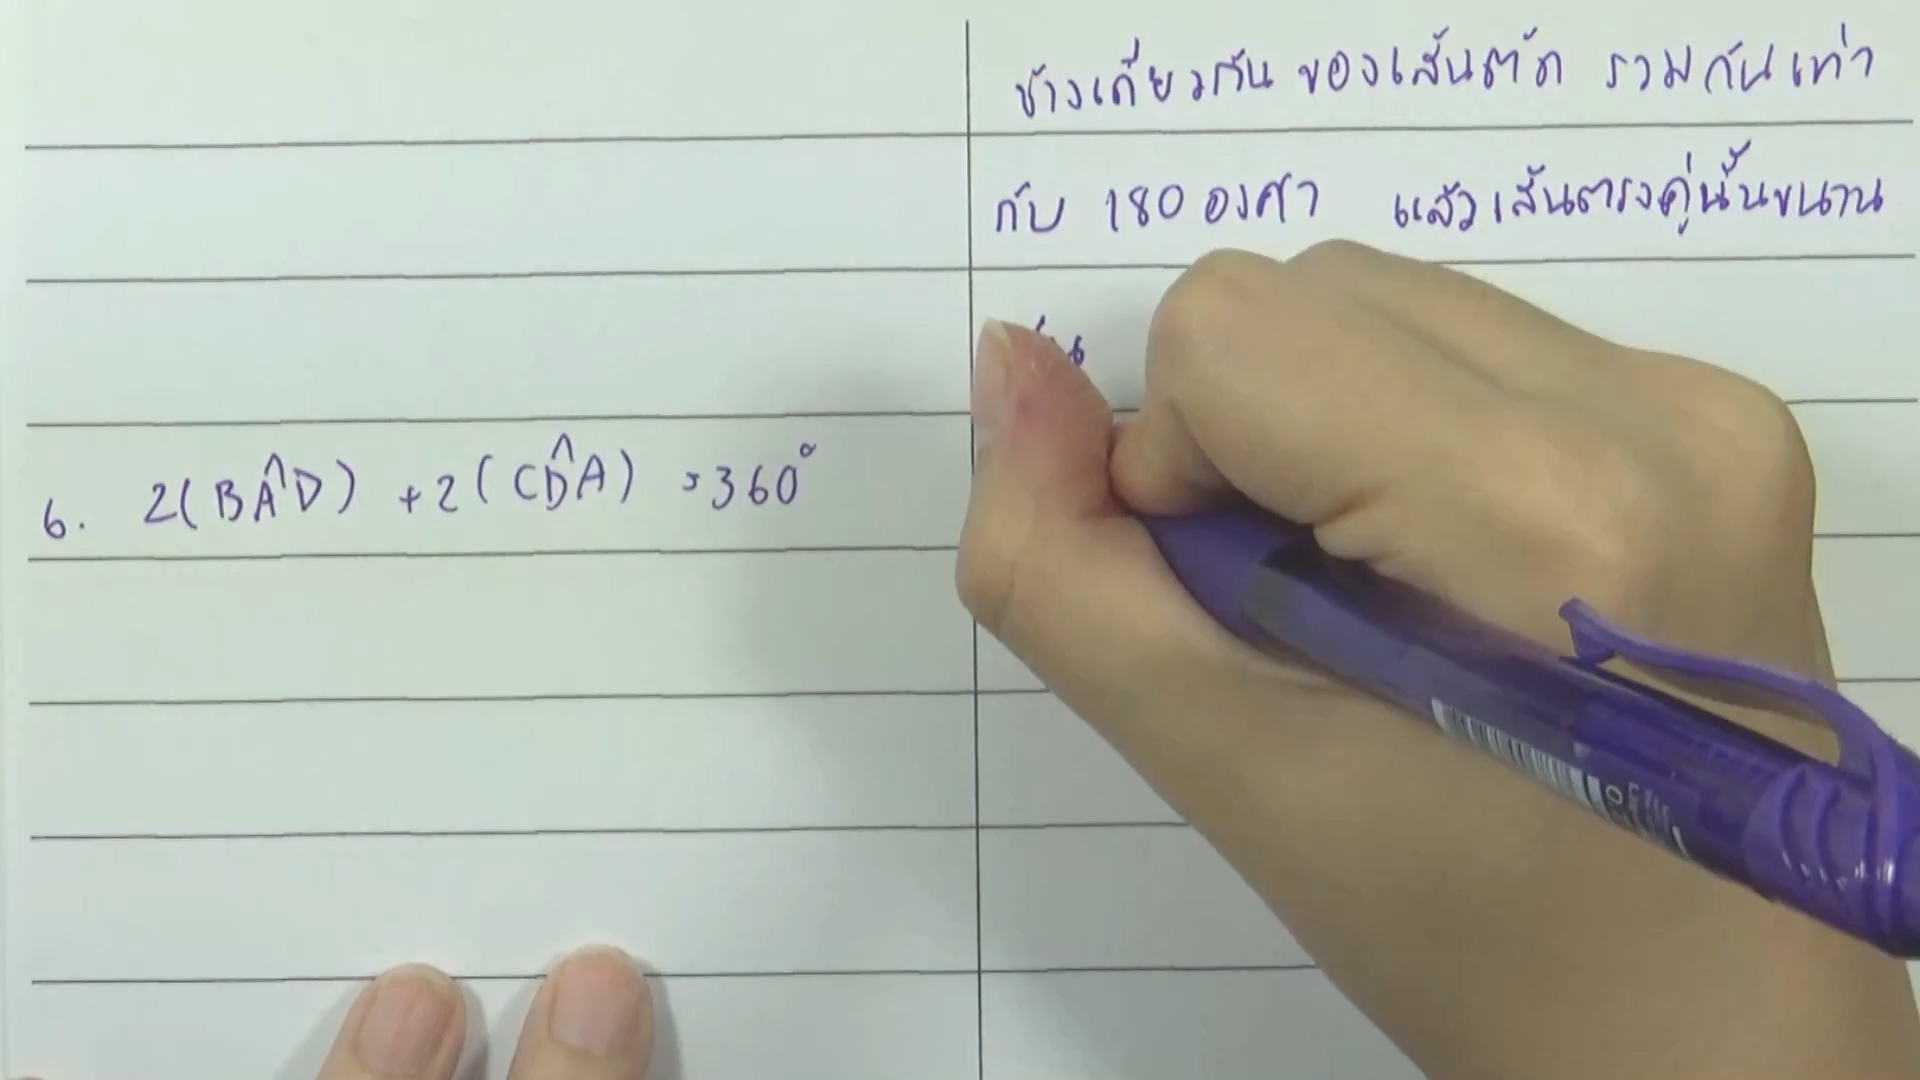 ข้างเดียวกัน ของเส้นตัด รวมกันเท่า
กับ 180 องศา แล้วเส้นตรงคู่นั้นขนาน
6. 2(BÂD) + 2(CD̂A) = 360°